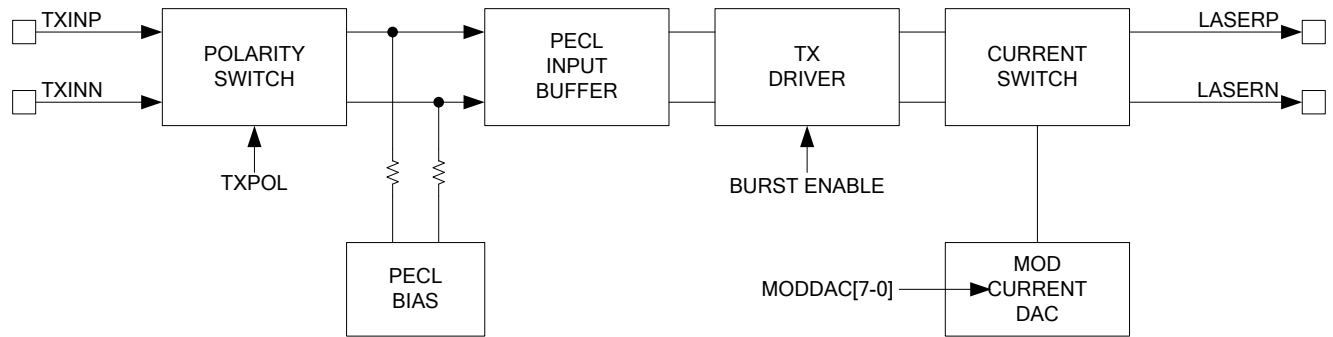 TXINP
TXINN
POLARITY
SWITCH
TXPOL
PECL
INPUT
BUFFER
PECL
BIAS
TX
DRIVER
BURST ENABLE
CURRENT
SWITCH
LASERP
LASERN
MODDAC[7-0]
MOD
CURRENT
DAC